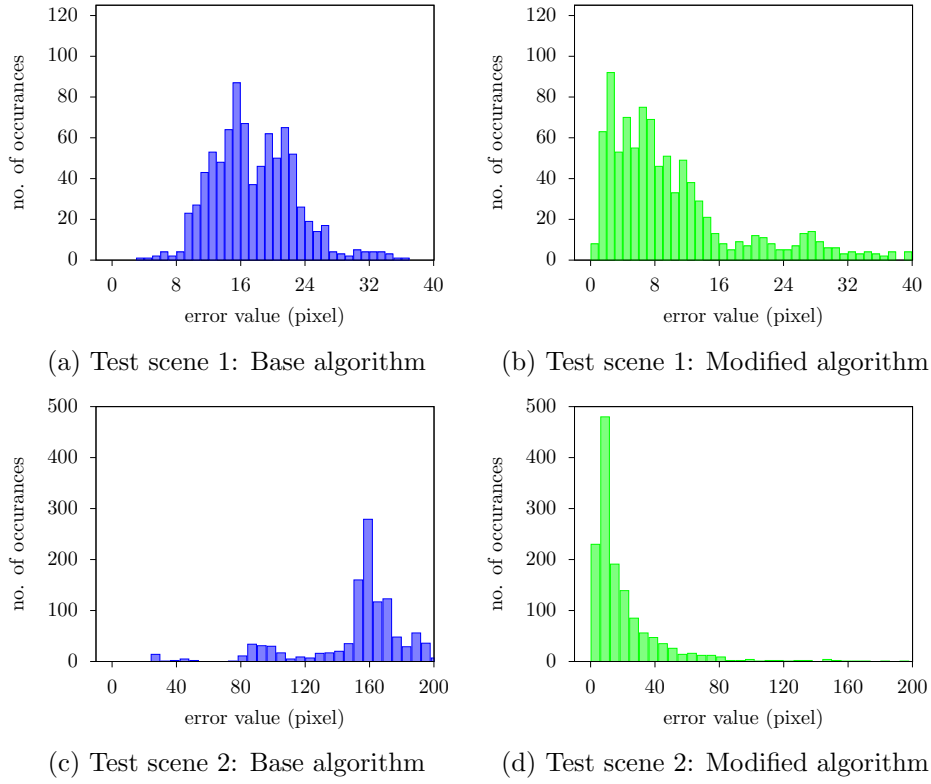 120
100
80
60
40
20
0
no. of occurances
0 8 16 24 32 40
error value (pixel)
(a) Test scene 1: Base algorithm
120
100
80
60
40
20
0
no. of occurances
0 8 16 24 32 40
error value (pixel)
(b) Test scene 1: Modified algorithm
500
400
300
200
100
0
no. of occurances
0 40 80 120 160 200
error value (pixel)
(c) Test scene 2: Base algorithm
500
400
300
200
100
0
no. of occurances
0 40 80 120 160 200
error value (pixel)
(d) Test scene 2: Modified algorithm